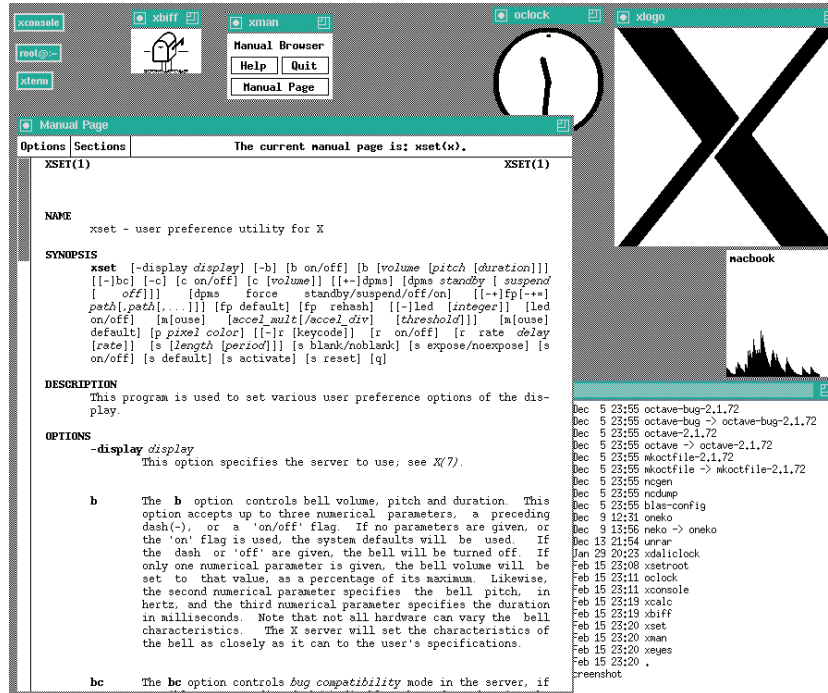 xconsole
root@:~
xterm
xbiff
xman
Manual Browser
Help Quit
Manual Page
oclock
xlogo
Manual Page
Options Sections The current manual page is: xset(x).
XSET(1) XSET(1)
NAME
xset - user preference utility for X
SYNOPSIS
xset [-display display] [-b] [b on/off] [b [volume [pitch [duration]]]
[[-]bc] [-c] [c on/off] [c [volume]] [[+-]dpms] [dpms standby [ suspend
[ off]]] [dpms force standby/suspend/off/on] [[-+]fp[-+=]
path[,path[,...]]] [fp default] [fp rehash] [[-]led [integer]] [led
on/off] [m[ouse] [accel_mult[/accel_div] [threshold]]] [m[ouse]
default] [p pixel color] [[-]r [keycode]] [r on/off] [r rate delay
[rate]] [s [length [period]]] [s blank/noblank] [s expose/noexpose] [s
on/off] [s default] [s activate] [s reset] [q]
DESCRIPTION
This program is used to set various user preference options of the dis-
play.
OPTIONS
-display display
This option specifies the server to use; see X(7).
b The b option controls bell volume, pitch and duration. This
option accepts up to three numerical parameters, a preceding
dash(-), or a 'on/off' flag. If no parameters are given, or
the 'on' flag is used, the system defaults will be used. If
the dash or 'off' are given, the bell will be turned off. If
only one numerical parameter is given, the bell volume will be
set to that value, as a percentage of its maximum. Likewise,
the second numerical parameter specifies the bell pitch, in
hertz, and the third numerical parameter specifies the duration
in milliseconds. Note that not all hardware can vary the bell
characteristics. The X server will set the characteristics of
the bell as closely as it can to the user's specifications.
bc The bc option controls bug compatibility mode in the server, if
macbook
Dec 5 23:55 octave-bug-2.1.72
Dec 5 23:55 octave-bug -> octave-bug-2.1.72
Dec 5 23:55 octave-2.1.72
Dec 5 23:55 octave -> octave-2.1.72
Dec 5 23:55 mkoctfile-2.1.72
Dec 5 23:55 mkoctfile -> mkoctfile-2.1.72
Dec 5 23:55 ncgen
Dec 5 23:55 ncdump
Dec 5 23:55 blas-config
Dec 9 12:31 oneko
Dec 9 13:56 neko -> oneko
Dec 13 21:54 unrar
Jan 29 20:23 xdaliclock
Feb 15 23:08 xsetroot
Feb 15 23:11 oclock
Feb 15 23:11 xconsole
Feb 15 23:19 xcalc
Feb 15 23:19 xbiff
Feb 15 23:20 xset
Feb 15 23:20 xman
Feb 15 23:20 xeyes
Feb 15 23:20 .
creenshot